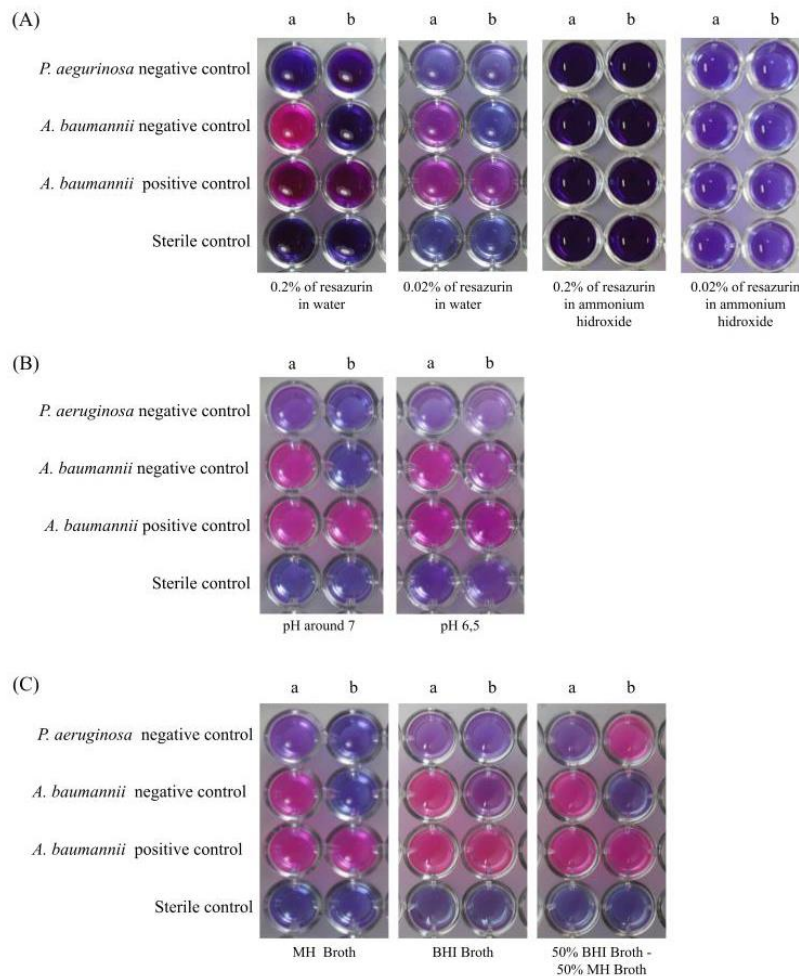 (A)
a b a b a b a b
P. aegurinosa negative control
A. baumannii negative control
A. baumannii positive control
Sterile control
0.2% of resazurin
in water
0.02% of resazurin
in water
0.2% of resazurin
in ammonium
hidroxide
0.02% of resazurin
in ammonium
hidroxide
(B)
a b a b
P. aeruginosa negative control
A. baumannii negative control
A. baumannii positive control
Sterile control
pH around 7
pH 6,5
(C)
a b a b a b
P. aeruginosa negative control
A. baumannii negative control
A. baumannii positive control
Sterile control
MH Broth
BHI Broth
50% BHI Broth -
50% MH Broth